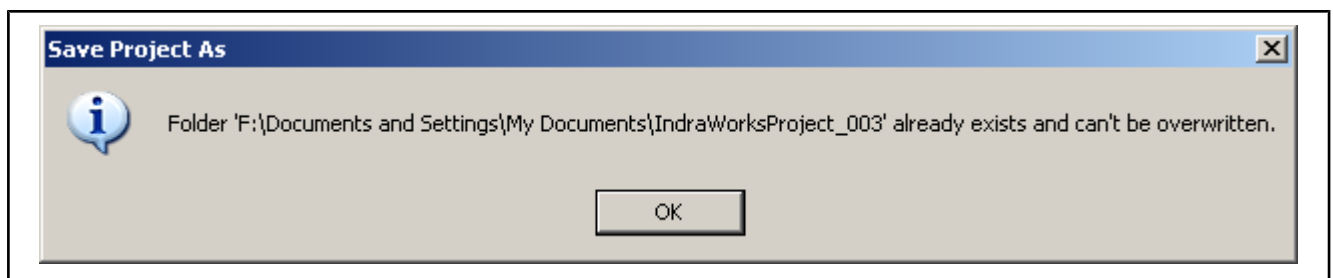 Save Project As
Folder 'F:\Documents and Settings\My Documents\IndraWorksProject_003' already exists and can't be overwritten.
OK